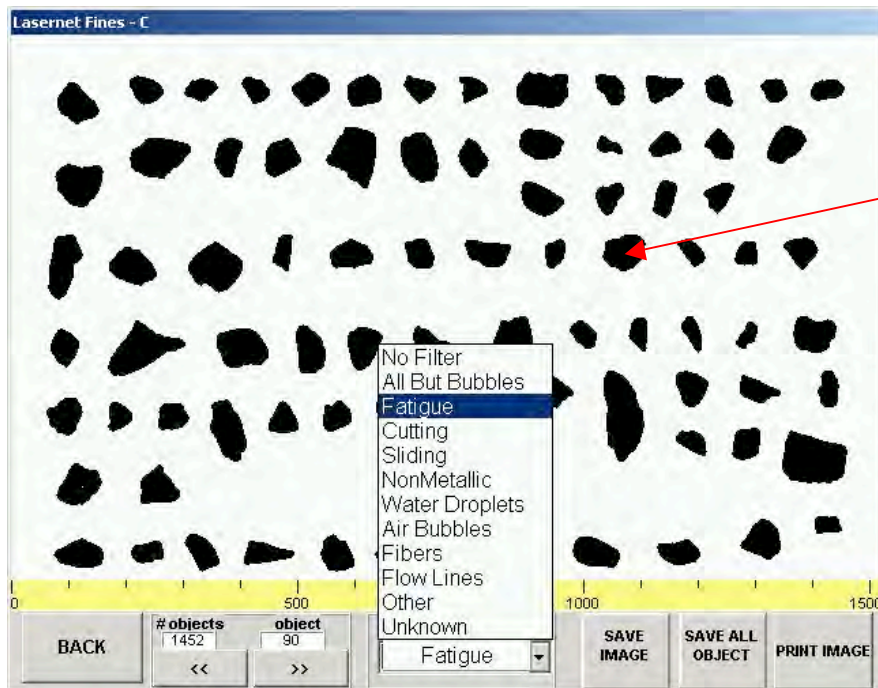 Lasernet Fines - C
No Filter
All But Bubbles
Fatigue
Cutting
Sliding
NonMetallic
Water Droplets
Air Bubbles
Fibers
Flow Lines
Other
Unknown
0 500 1000 1500
BACK
# objects
1452
<<
object
90
>>
Fatigue
SAVE
IMAGE
SAVE ALL
OBJECT
PRINT IMAGE